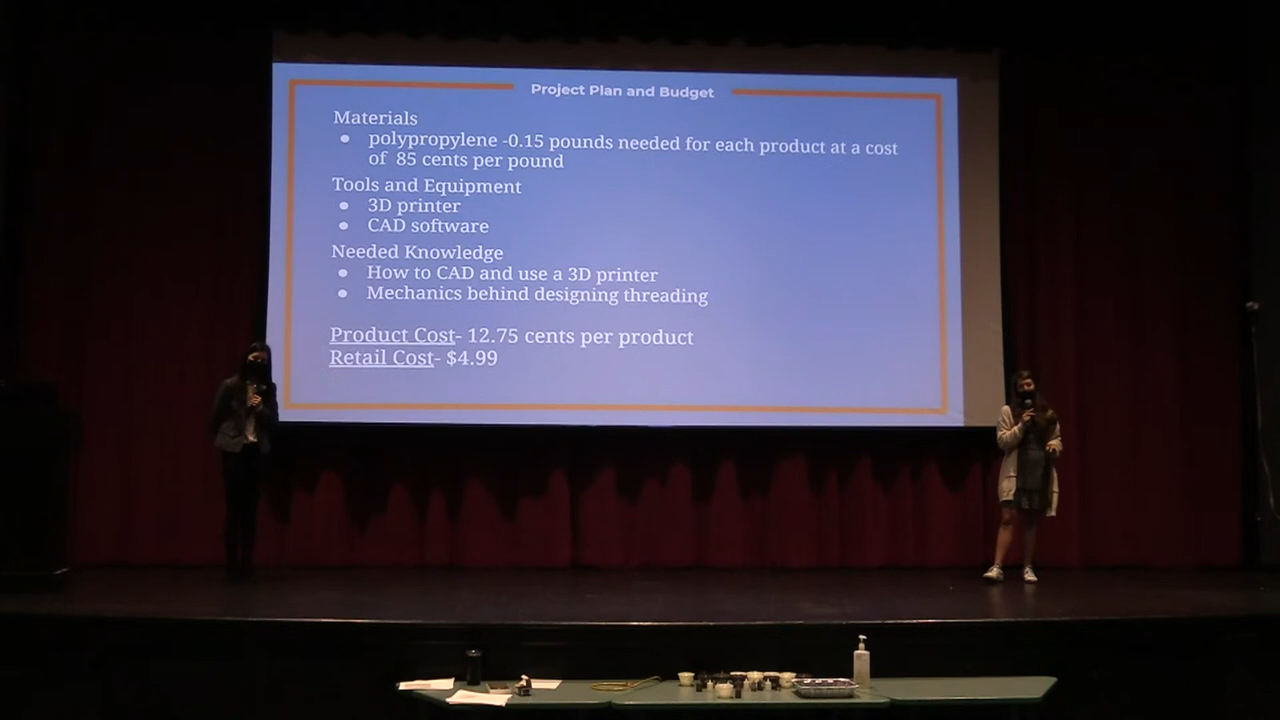 Project Plan and Budget
Materials
● polypropylene -0.15 pounds needed for each product at a cost
of 85 cents per pound
Tools and Equipment
● 3D printer
● CAD software
Needed Knowledge
● How to CAD and use a 3D printer
● Mechanics behind designing threading
Product Cost- 12.75 cents per product
Retail Cost- $4.99